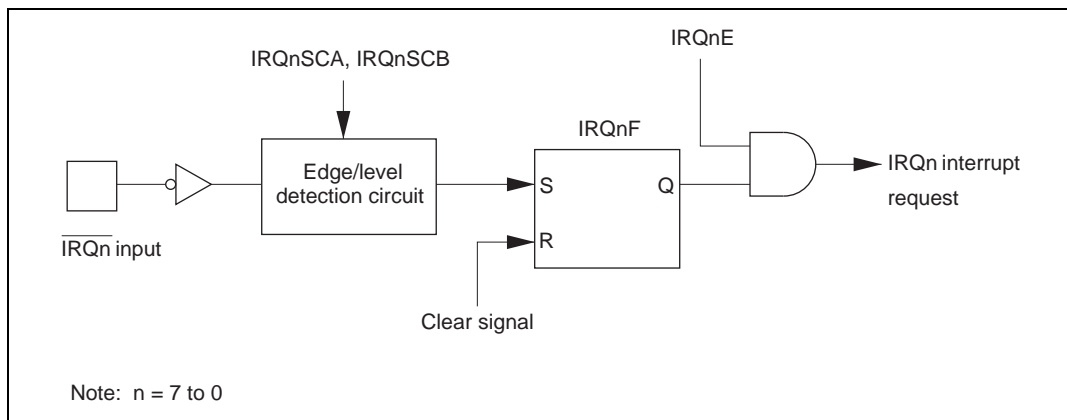 IRQnE
IRQnSCA, IRQnSCB
IRQnF
Edge/level
detection circuit
S
Q
R
IRQn interrupt
request
IRQn input
Clear signal
Note: n = 7 to 0